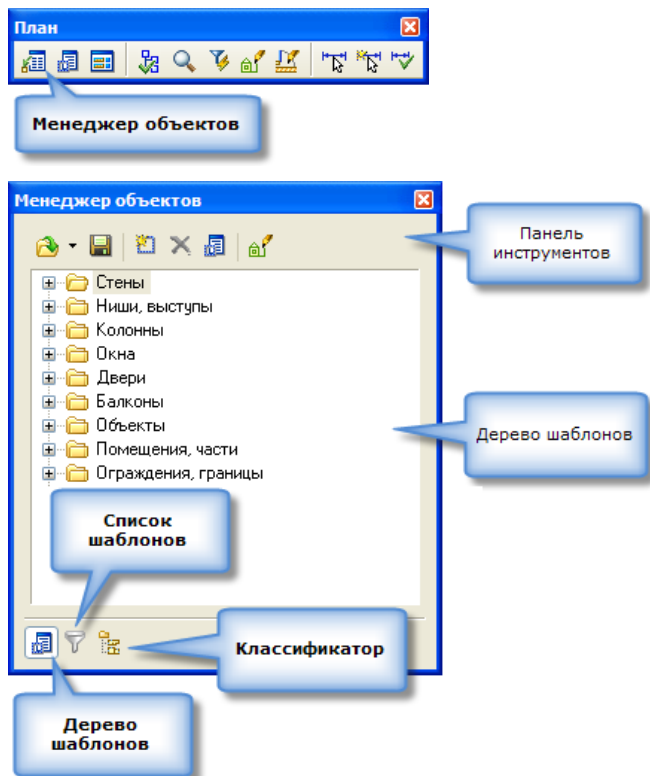 План
Менеджер объектов
Менеджер объектов
Панель
инструментов
Стены
Ниши, выступы
Колонны
Окна
Двери
Балконы
Объекты
Помещения, части
Ограждения, границы
Дерево шаблонов
Список
шаблонов
Классификатор
Дерево
шаблонов